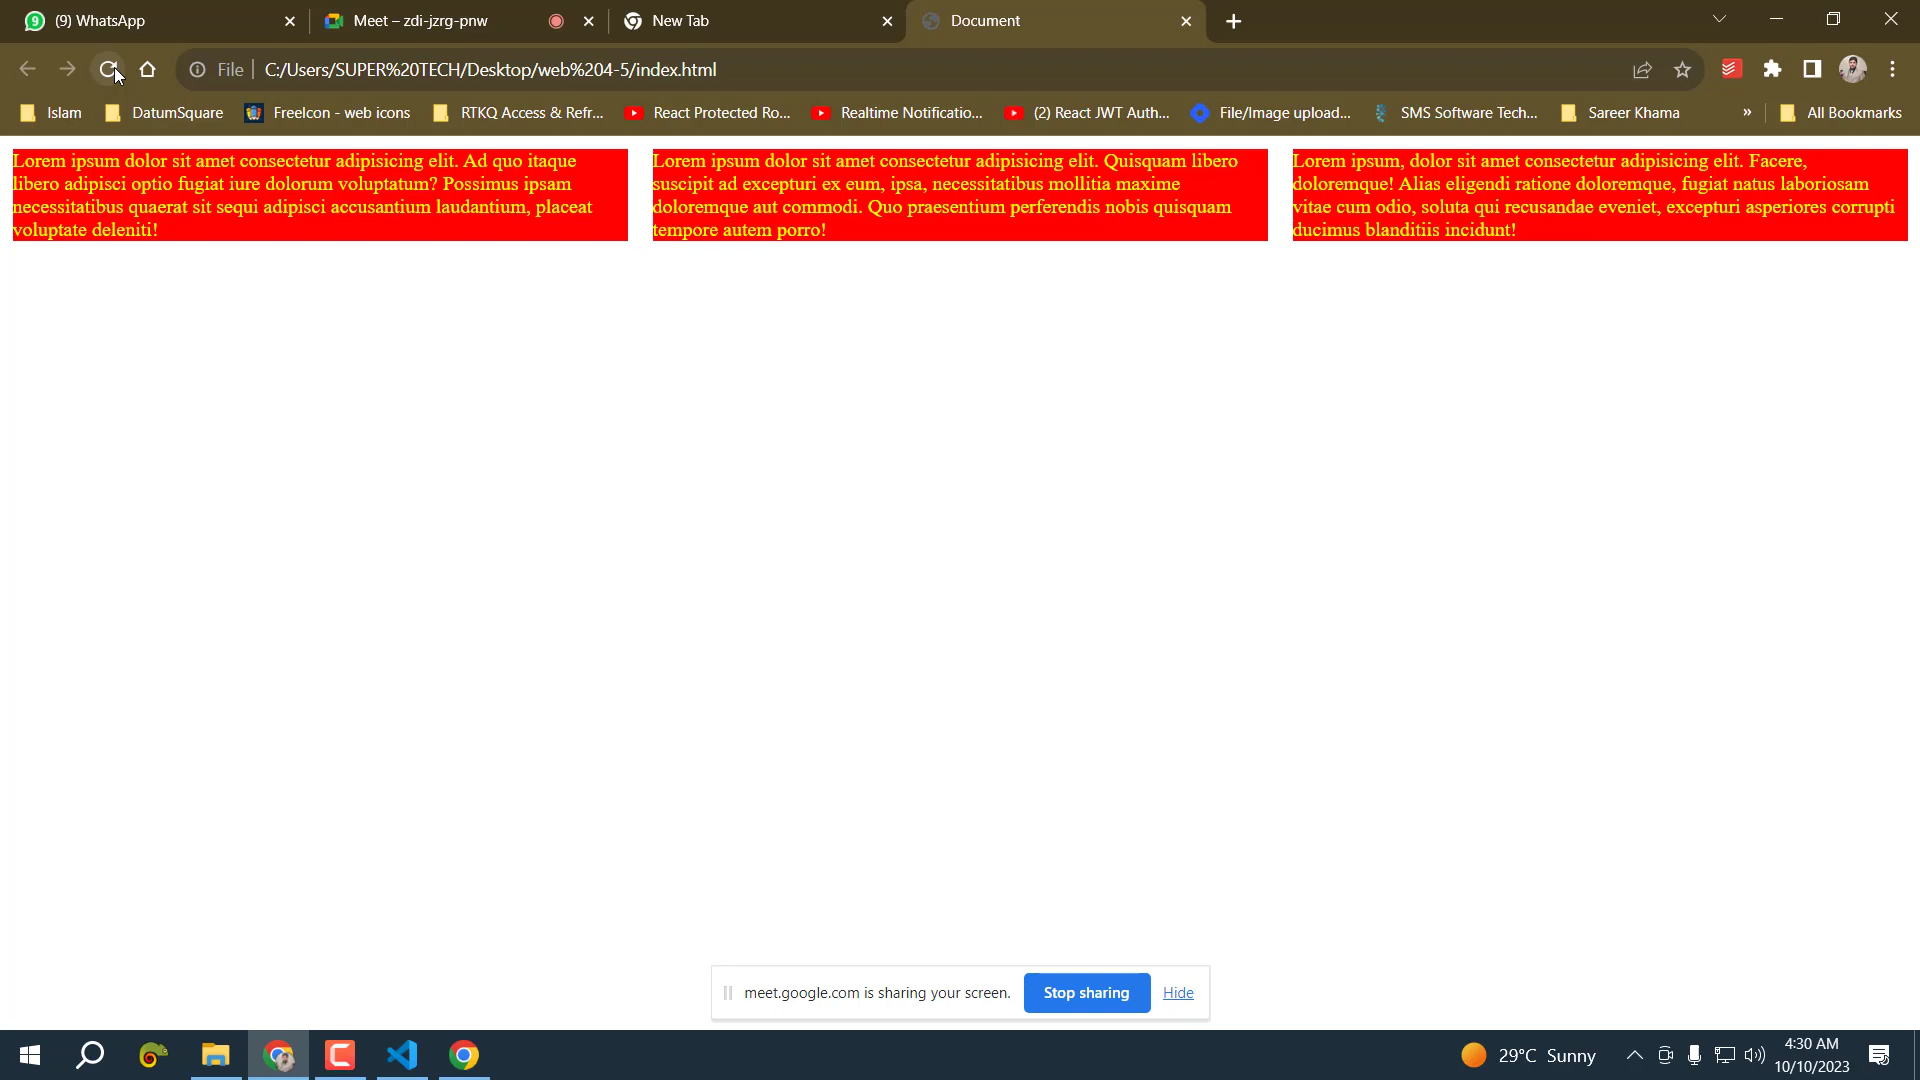 (9) WhatsApp
Meet – zdi-jzrg-pnw
New Tab
Document
File
C:/Users/SUPER%20TECH/Desktop/web%204-5/index.html
Islam
DatumSquare
FreeIcon - web icons
RTKQ Access & Refr...
React Protected Ro...
Realtime Notificatio...
(2) React JWT Auth...
File/Image upload...
SMS Software Tech...
Sareer Khama
»
All Bookmarks
Lorem ipsum dolor sit amet consectetur adipisicing elit. Ad quo itaque
libero adipisci optio fugiat iure dolorum voluptatum? Possimus ipsam
necessitatibus quaerat sit sequi adipisci accusantium laudantium, placeat
voluptate deleniti!
Lorem ipsum dolor sit amet consectetur adipisicing elit. Quisquam libero
suscipit ad excepturi ex eum, ipsa, necessitatibus mollitia maxime
doloremque aut commodi. Quo praesentium perferendis nobis quisquam
tempore autem porro!
Lorem ipsum, dolor sit amet consectetur adipisicing elit. Facere,
doloremque! Alias eligendi ratione doloremque, fugiat natus laboriosam
vitae cum odio, soluta qui recusandae eveniet, excepturi asperiores corrupti
ducimus blanditiis incidunt!
meet.google.com is sharing your screen.
Stop sharing
Hide
29°C Sunny
4:30 AM
10/10/2023